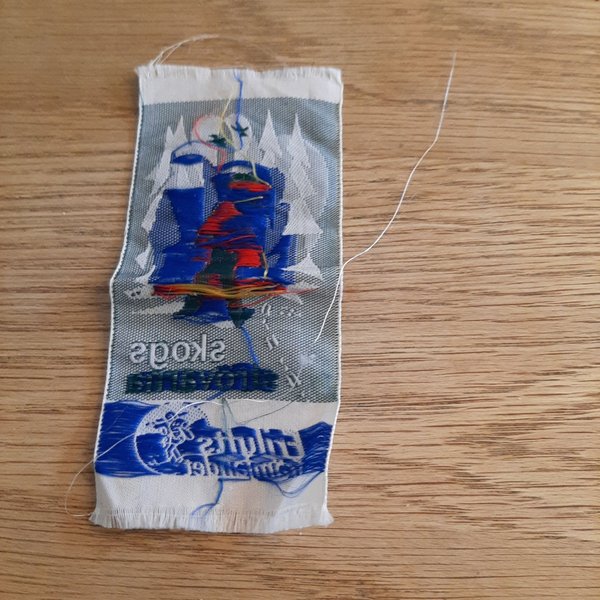 skogs
strövarna
Frilufts
främjandet